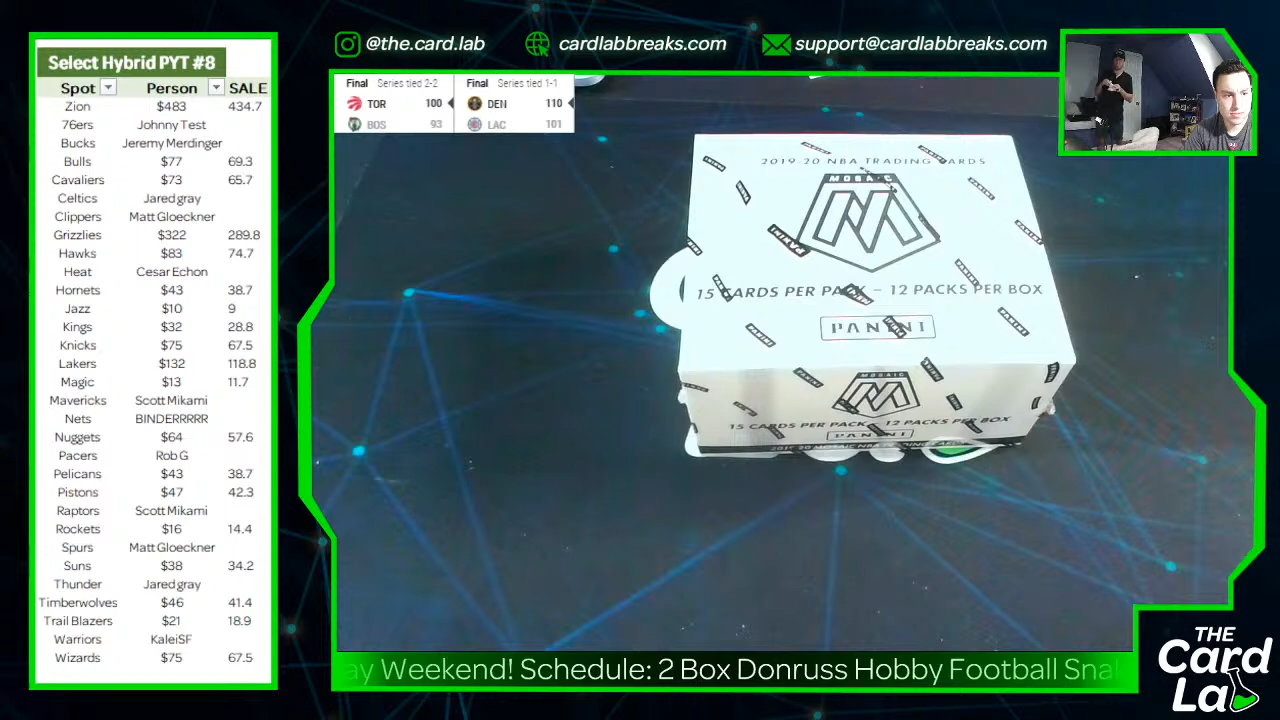 @the.card.lab
cardlabbreaks.com
support@cardlabbreaks.com
Select Hybrid PYT #8
Spot Person SALE
Zion $483 434.7
76ers Johnny Test
Bucks Jeremy Merdinger
Bulls $77 69.3
Cavaliers $73 65.7
Celtics Jared gray
Clippers Matt Gloeckner
Grizzlies $322 289.8
Hawks $83 74.7
Heat Cesar Echon
Hornets $43 38.7
Jazz $10 9
Kings $32 28.8
Knicks $75 67.5
Lakers $132 118.8
Magic $13 11.7
Mavericks Scott Mikami
Nets BINDERRRRR
Nuggets $64 57.6
Pacers Rob G
Pelicans $43 38.7
Pistons $47 42.3
Raptors Scott Mikami
Rockets $16 14.4
Spurs Matt Gloeckner
Suns $38 34.2
Thunder Jared gray
Timberwolves $46 41.4
Trail Blazers $21 18.9
Warriors KaleiSF
Wizards $75 67.5
Final Series tied 2-2
TOR 100
BOS 93
Final Series tied 1-1
DEN 110
LAC 101
2019-20 NBA TRADING CARDS
MOSAIC
15 CARDS PER PACK – 12 PACKS PER BOX
PANINI
MOSAIC
15 CARDS PER PACK – 12 PACKS PER BOX
PANINI
ay Weekend! Schedule: 2 Box Donruss Hobby Football Sna
THE
Card
Lab